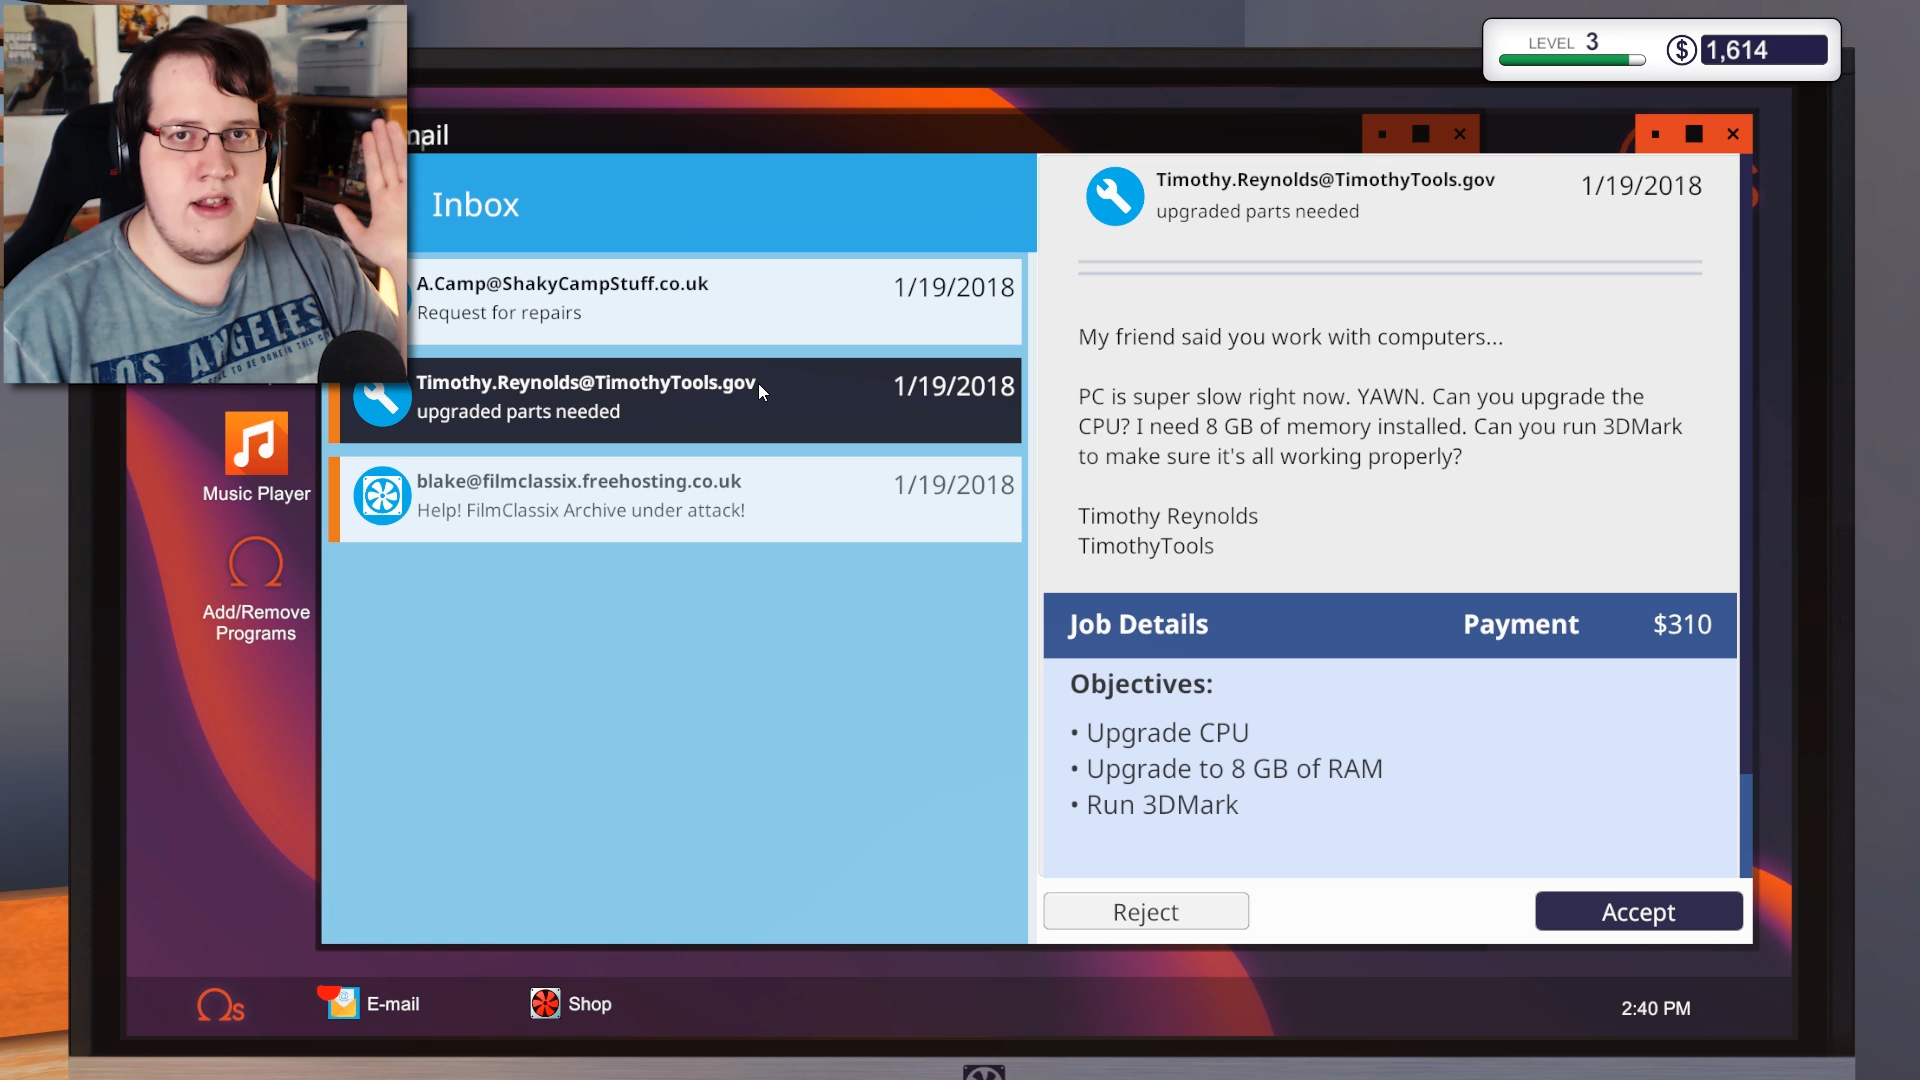 LEVEL 3
$ 1,614
mail
Inbox
A.Camp@ShakyCampStuff.co.uk
1/19/2018
Request for repairs
Timothy.Reynolds@TimothyTools.gov
1/19/2018
upgraded parts needed
blake@filmclassix.freehosting.co.uk
1/19/2018
Help! FilmClassix Archive under attack!
Timothy.Reynolds@TimothyTools.gov
1/19/2018
upgraded parts needed
My friend said you work with computers...
PC is super slow right now. YAWN. Can you upgrade the
CPU? I need 8 GB of memory installed. Can you run 3DMark
to make sure it's all working properly?
Timothy Reynolds
TimothyTools
Job Details
Payment
$310
Objectives:
• Upgrade CPU
• Upgrade to 8 GB of RAM
• Run 3DMark
Reject
Accept
Music Player
Add/Remove
Programs
Ωs
E-mail
Shop
2:40 PM
LOS ANGELES